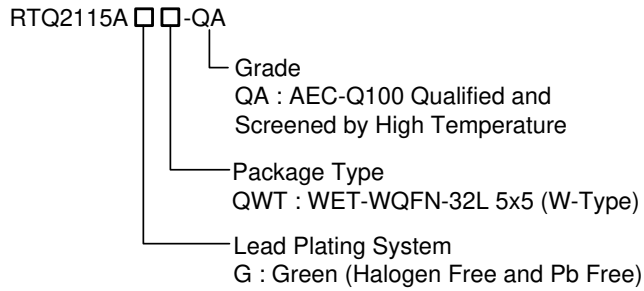 RTQ2115A□□-QA
Grade
QA : AEC-Q100 Qualified and
Screened by High Temperature
Package Type
QWT : WET-WQFN-32L 5x5 (W-Type)
Lead Plating System
G : Green (Halogen Free and Pb Free)